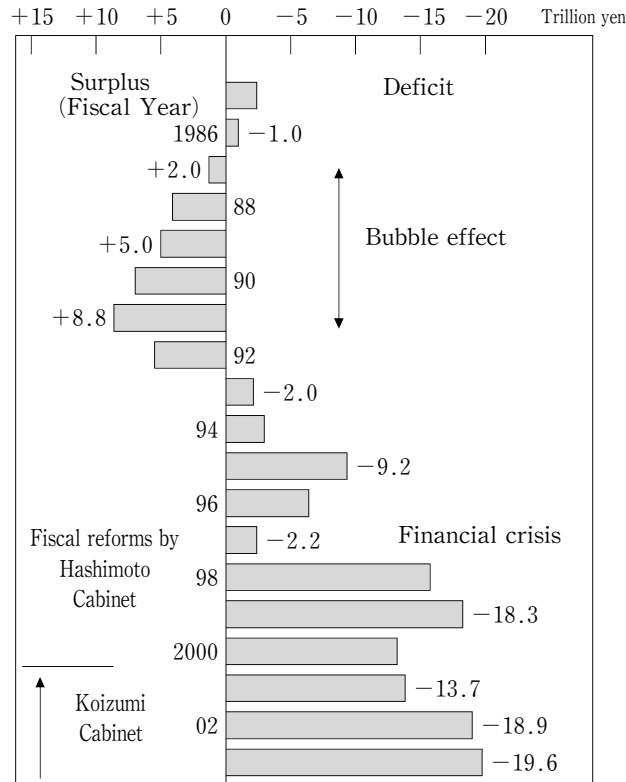 +15 +10 +5 0 −5 −10 −15 −20 Trillion yen
Surplus Deficit
(Fiscal Year)
1986 −1.0
+2.0
88
+5.0 Bubble effect
90
+8.8
92
−2.0
94
−9.2
96
Fiscal reforms by −2.2 Financial crisis
Hashimoto 98
Cabinet
−18.3
2000
Koizumi −13.7
Cabinet 02 −18.9
−19.6